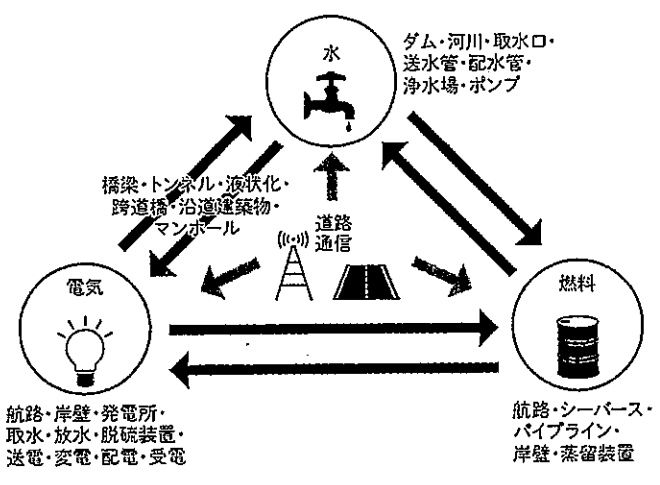 水
ダム・河川・取水口・
送水管・配水管・
浄水場・ポンプ
橋梁・トンネル・液状化・
跨道橋・沿道建築物・
マンホール
道路
通信
電気
燃料
航路・岸壁・発電所・
取水・放水・脱硫装置・
送電・変電・配電・受電
航路・シーバース・
パイプライン・
岸壁・蒸留装置